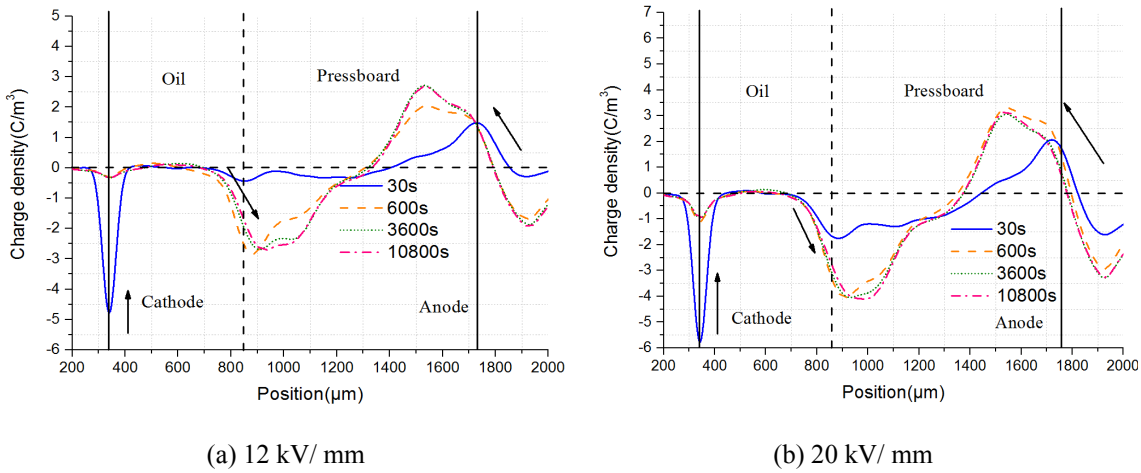 5
4
3
2
1
0
-1
-2
-3
-4
-5
-6
Charge density(C/m³)
Oil
Pressboard
30s
600s
3600s
10800s
Cathode
Anode
200 400 600 800 1000 1200 1400 1600 1800 2000
Position(μm)
(a) 12 kV/ mm
7
6
5
4
3
2
1
0
-1
-2
-3
-4
-5
-6
Charge density(C/m³)
Oil
Pressboard
30s
600s
3600s
10800s
Cathode
Anode
200 400 600 800 1000 1200 1400 1600 1800 2000
Position(μm)
(b) 20 kV/ mm